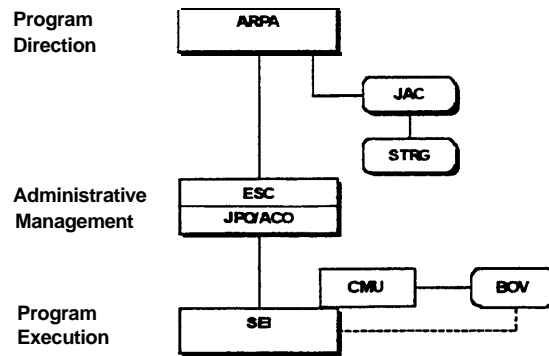 Program
Direction
ARPA
JAC
STRG
Administrative
Management
ESC
JPO/ACO
CMU
BOV
Program
Execution
SEI